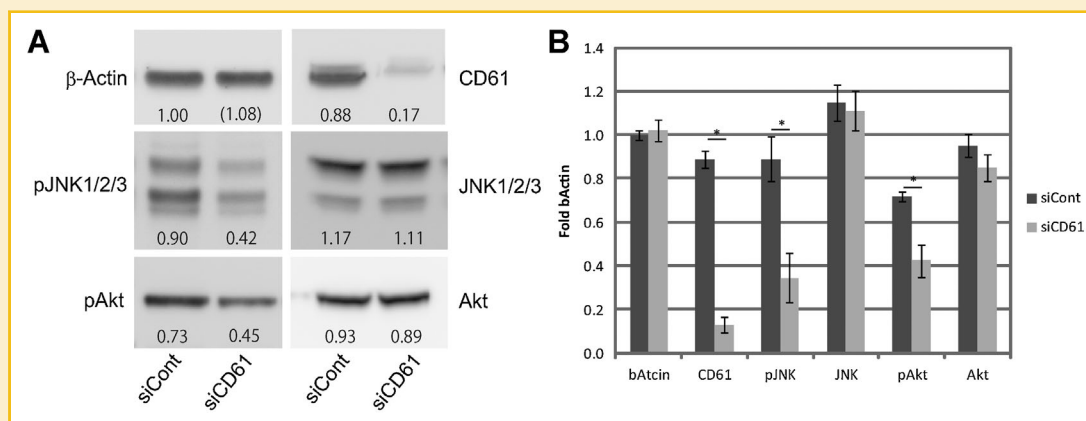 A
β-Actin
1.00 (1.08)
0.88 0.17
CD61
pJNK1/2/3
0.90 0.42
1.17 1.11
JNK1/2/3
pAkt
0.73 0.45
0.93 0.89
Akt
siCont
siCD61
siCont
siCD61
B
1.4
1.2
1.0
0.8
0.6
0.4
0.2
0.0
Fold bActin
*
*
*
bAtcin CD61 pJNK JNK pAkt Akt
siCont
siCD61